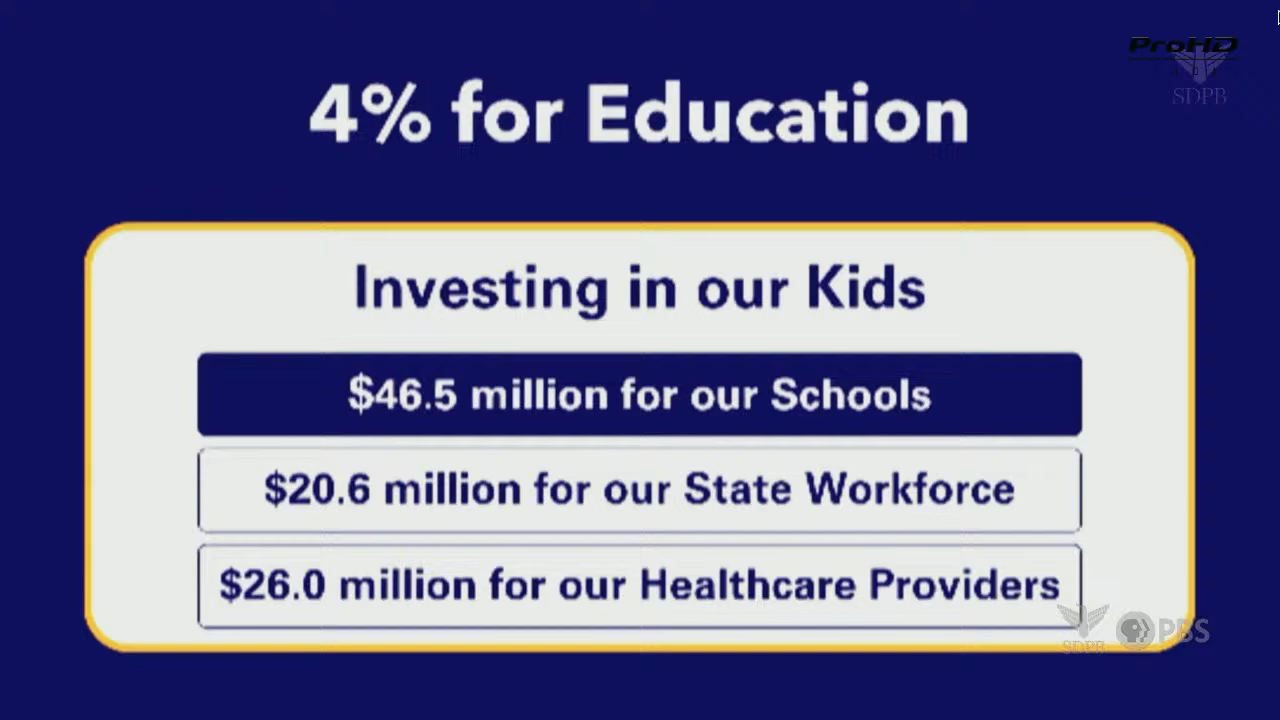 ProHD
SDPB
4% for Education
Investing in our Kids
$46.5 million for our Schools
$20.6 million for our State Workforce
$26.0 million for our Healthcare Providers
SDPB
PBS